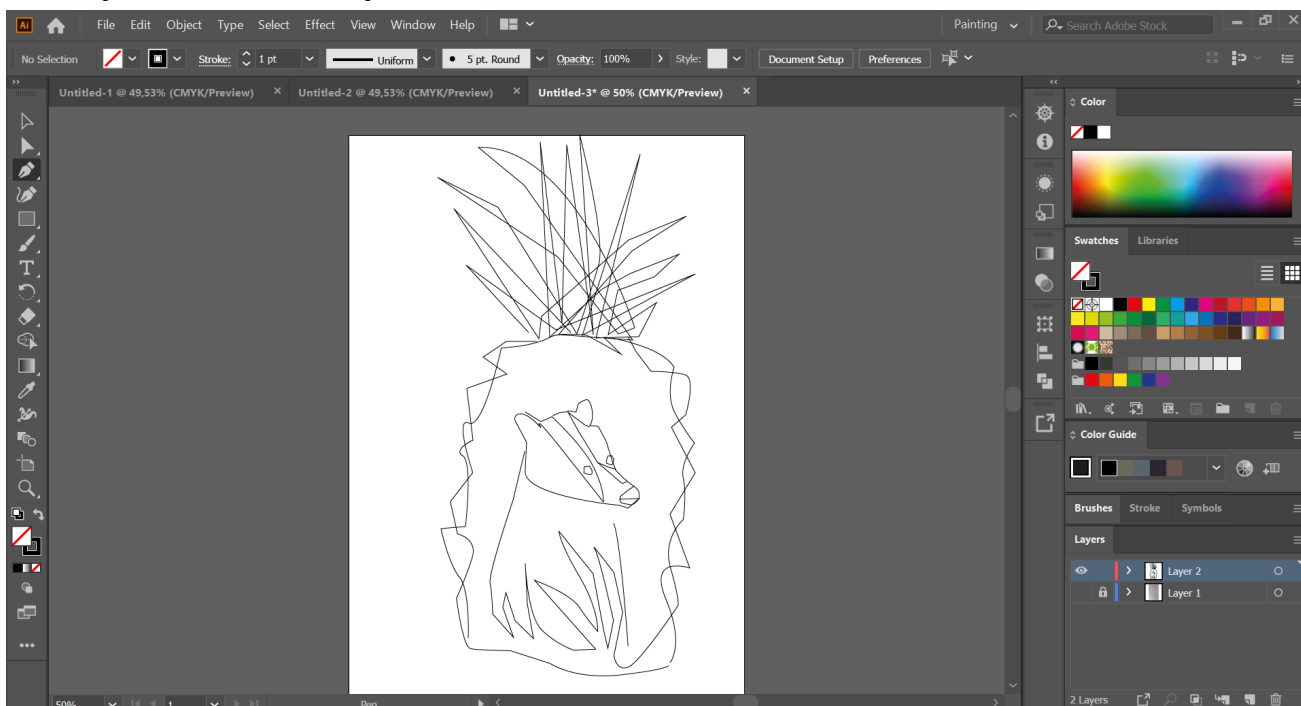 Ai File Edit Object Type Select Effect View Window Help Painting Search Adobe Stock
No Selection Stroke: 1 pt Uniform 5 pt. Round Opacity: 100% Style: Document Setup Preferences
Untitled-1 @ 49,53% (CMYK/Preview) × Untitled-2 @ 49,53% (CMYK/Preview) × Untitled-3* @ 50% (CMYK/Preview) ×
Color
Swatches Libraries
Color Guide
Brushes Stroke Symbols
Layers
Layer 2
Layer 1
2 Layers
50% 1 Pen